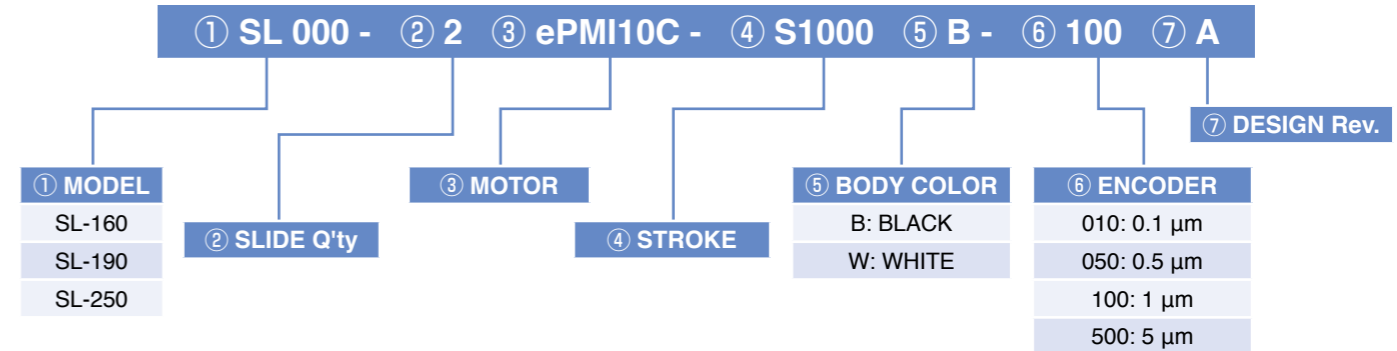 ① SL 000 - ② 2 ③ ePMI10C - ④ S1000 ⑤ B - ⑥ 100 ⑦ A
⑦ DESIGN Rev.
① MODEL
SL-160
SL-190
SL-250
② SLIDE Q'ty
③ MOTOR
④ STROKE
⑤ BODY COLOR
B: BLACK
W: WHITE
⑥ ENCODER
010: 0.1 µm
050: 0.5 µm
100: 1 µm
500: 5 µm